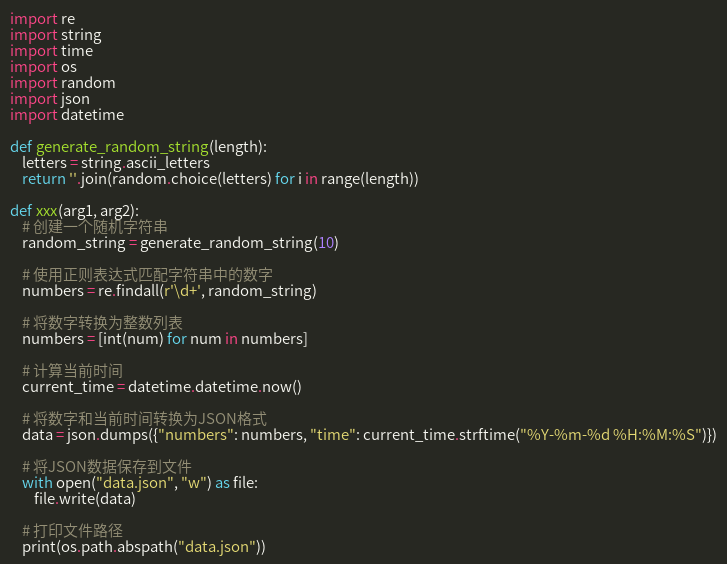 import re
import string
import time
import os
import random
import json
import datetime

def generate_random_string(length):
    letters = string.ascii_letters
    return ''.join(random.choice(letters) for i in range(length))

def xxx(arg1, arg2):
    # 创建一个随机字符串
    random_string = generate_random_string(10)

    # 使用正则表达式匹配字符串中的数字
    numbers = re.findall(r'\d+', random_string)

    # 将数字转换为整数列表
    numbers = [int(num) for num in numbers]

    # 计算当前时间
    current_time = datetime.datetime.now()

    # 将数字和当前时间转换为JSON格式
    data = json.dumps({"numbers": numbers, "time": current_time.strftime("%Y-%m-%d %H:%M:%S")})

    # 将JSON数据保存到文件
    with open("data.json", "w") as file:
        file.write(data)

    # 打印文件路径
    print(os.path.abspath("data.json"))